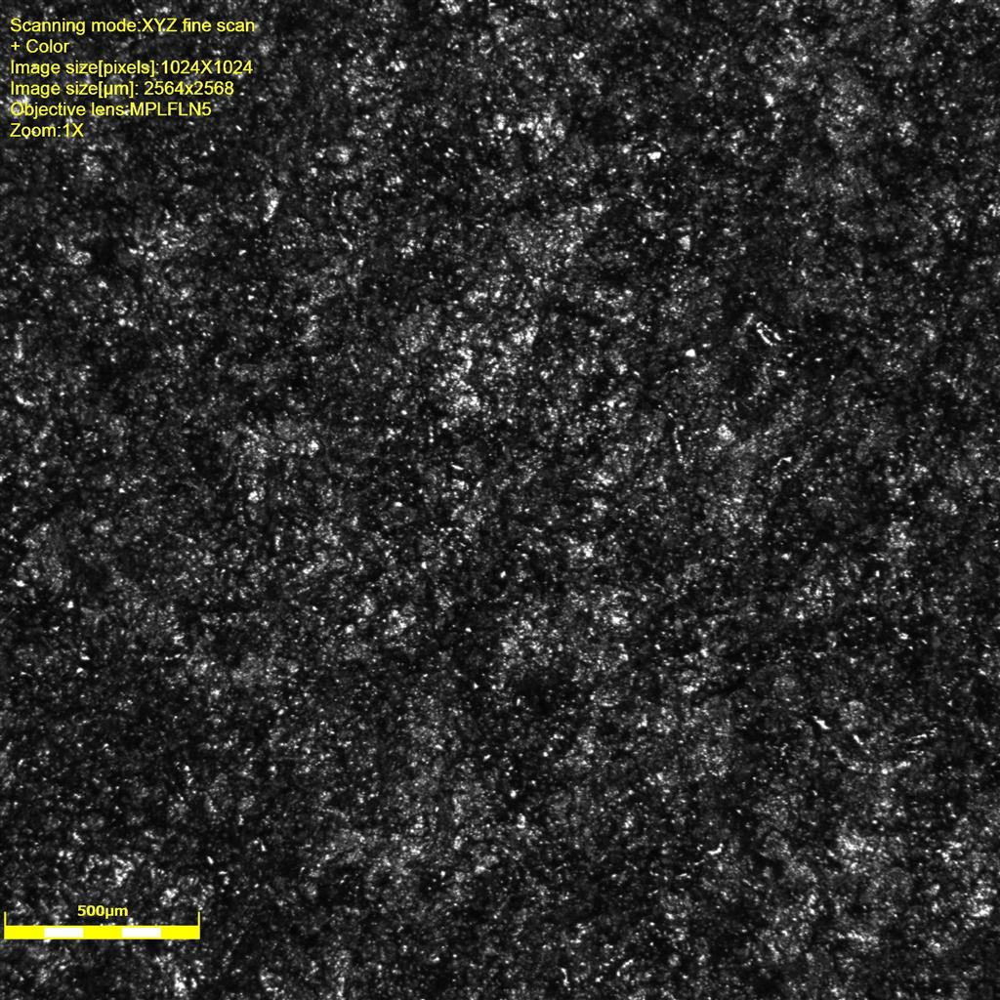 Scanning mode:XYZ fine scan
+ Color
Image size[pixels]:1024X1024
Image size[µm]: 2564x2568
Objective lens:MPLFLN5
Zoom:1X
500µm